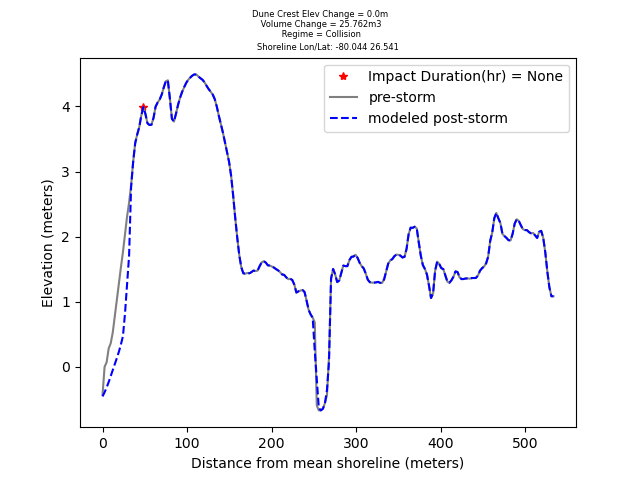 Dune Crest Elev Change = 0.0m
Volume Change = 25.762m3
Regime = Collision
Shoreline Lon/Lat: -80.044 26.541
Impact Duration(hr) = None
pre-storm
modeled post-storm
4
3
2
1
0
Elevation (meters)
0 100 200 300 400 500
Distance from mean shoreline (meters)